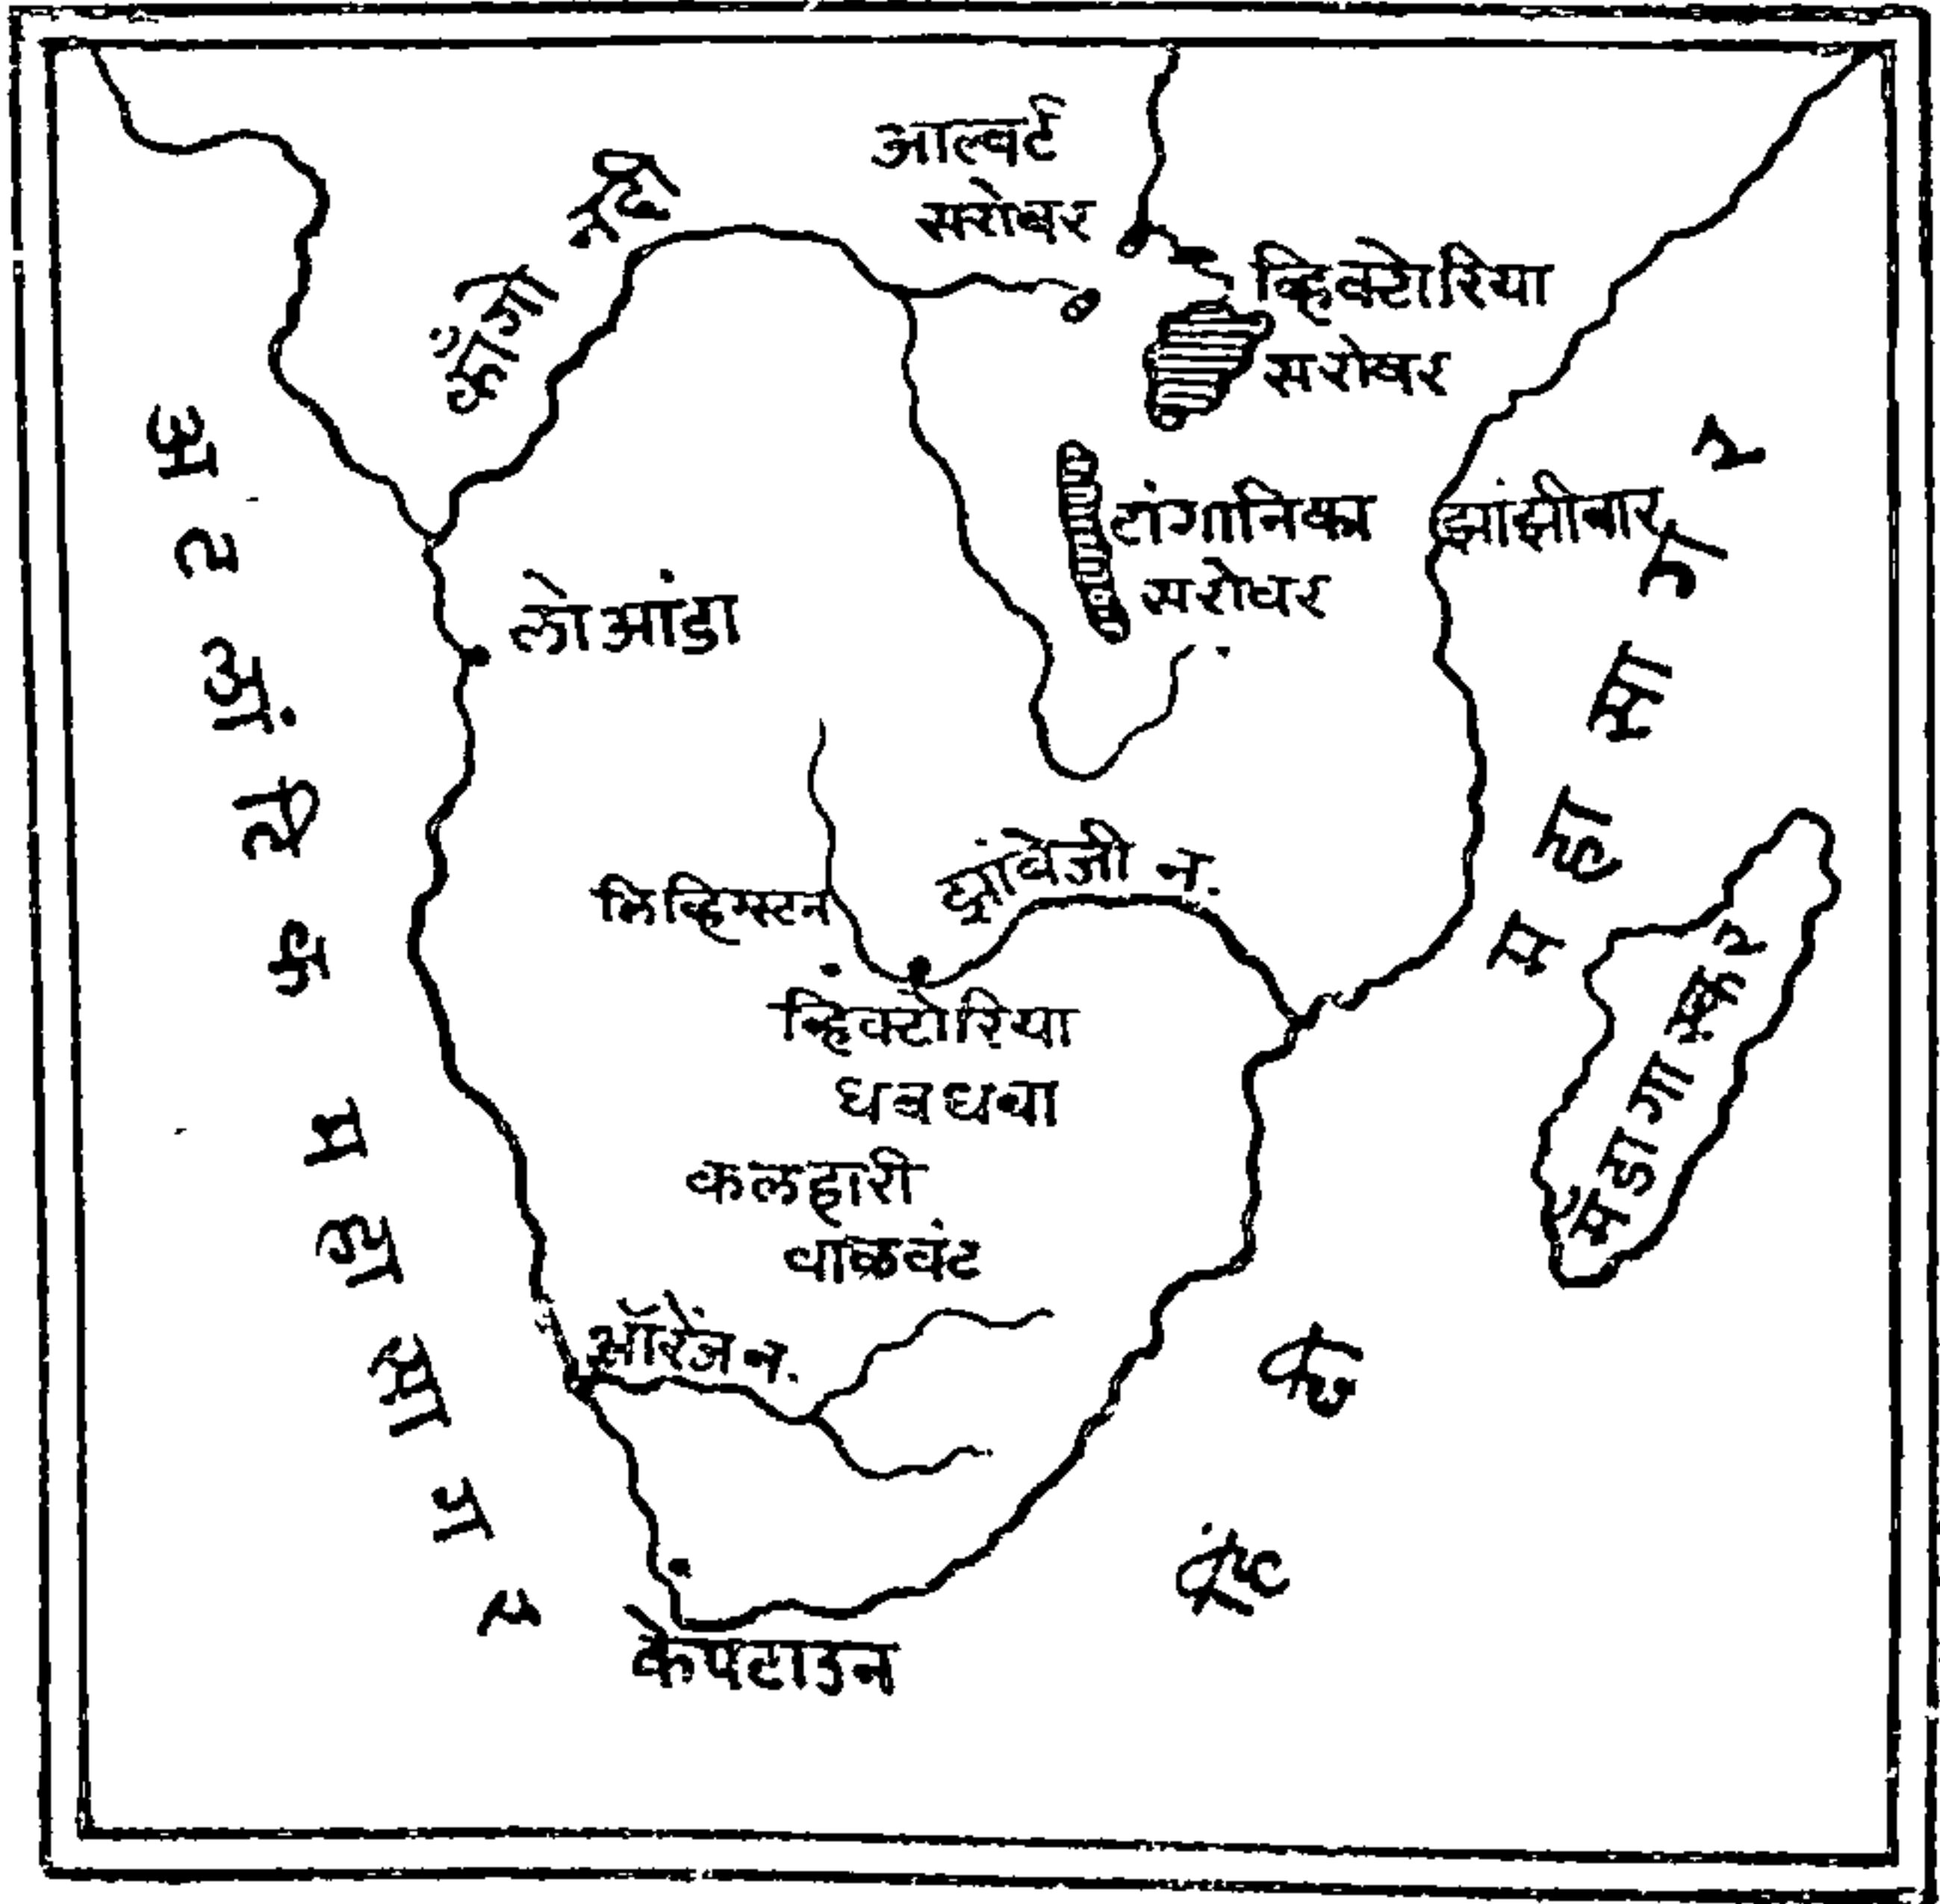 आल्बर्ट
सरोवर
काँगो नदी
व्हिक्टोरिया
सरोवर
टांगानिका
सरोवर
झांझीबार
लोआंडा
झांबेजी न.
लिव्हिंग्स्टन
व्हिक्टोरिया
धबधबा
कलहारी
वाळवंट
ऑरेंज न.
केपटाउन
अटलांटिक महासागर
हिंदी महासागर
मॅडागास्कर